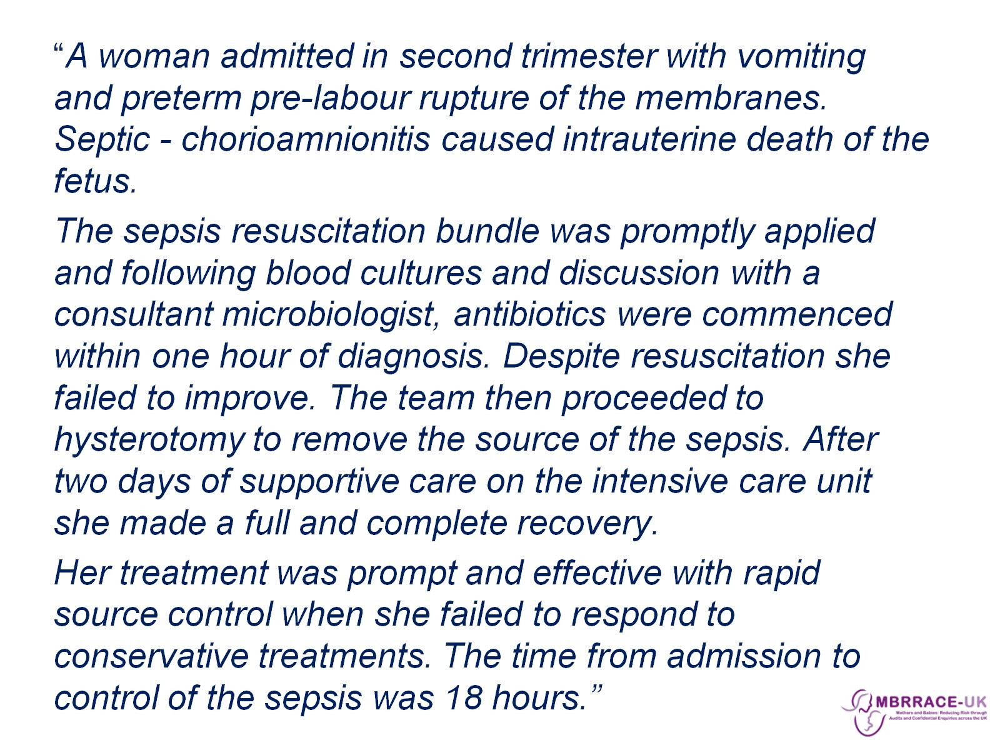 “A woman admitted in second trimester with vomiting
and preterm pre-labour rupture of the membranes.
Septic - chorioamnionitis caused intrauterine death of the
fetus.
The sepsis resuscitation bundle was promptly applied
and following blood cultures and discussion with a
consultant microbiologist, antibiotics were commenced
within one hour of diagnosis. Despite resuscitation she
failed to improve. The team then proceeded to
hysterotomy to remove the source of the sepsis. After
two days of supportive care on the intensive care unit
she made a full and complete recovery.
Her treatment was prompt and effective with rapid
source control when she failed to respond to
conservative treatments. The time from admission to
control of the sepsis was 18 hours.”
MBRRACE-UK
Mothers and Babies: Reducing Risk through
Audits and Confidential Enquiries across the UK